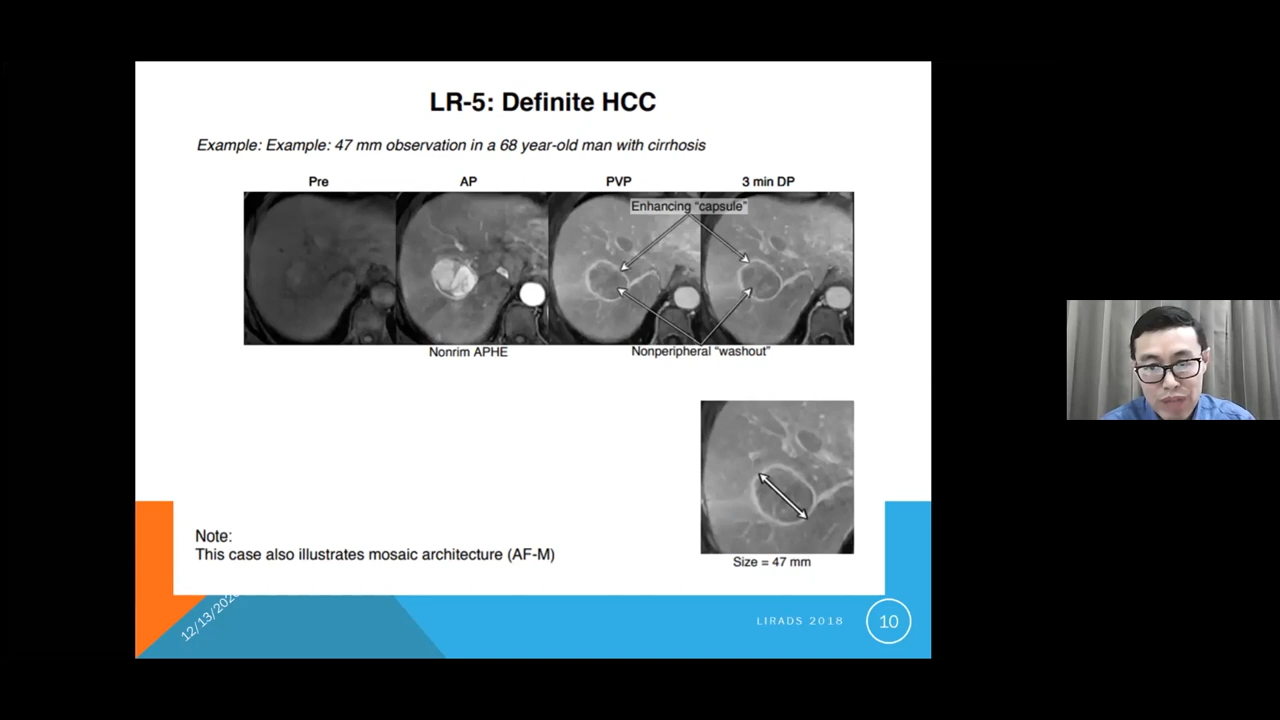 LR-5: Definite HCC
Example: Example: 47 mm observation in a 68 year-old man with cirrhosis
Pre AP PVP 3 min DP
Enhancing “capsule”
Nonrim APHE
Nonperipheral “washout”
Size = 47 mm
Note:
This case also illustrates mosaic architecture (AF-M)
LIRADS 2018
10